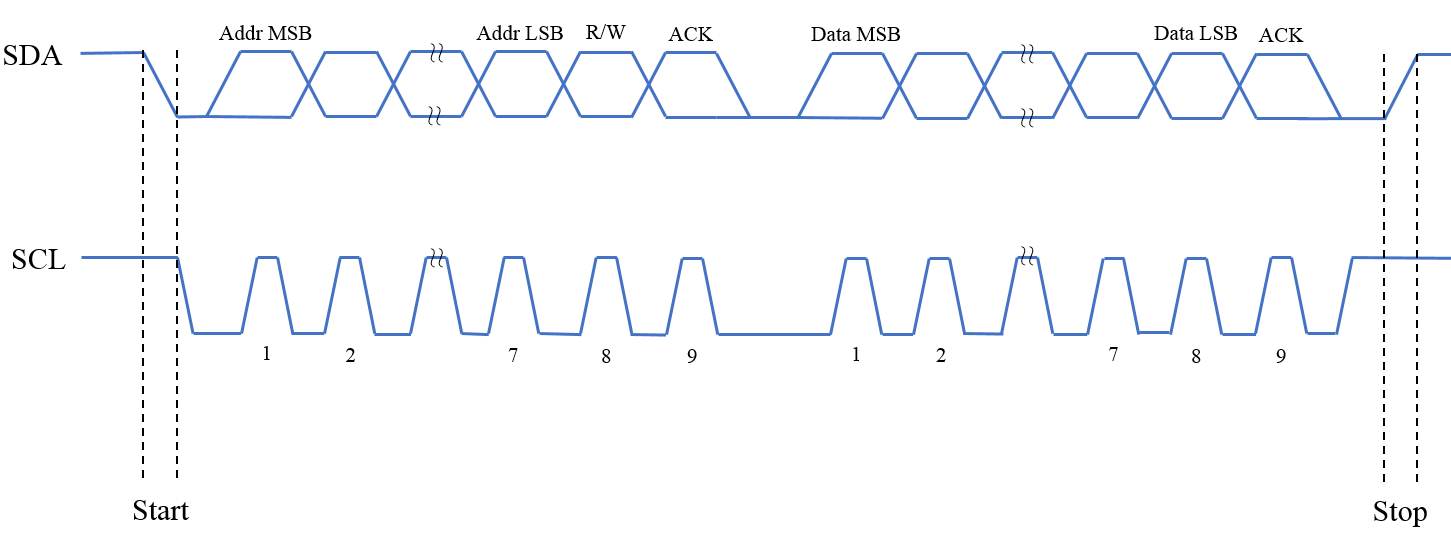 Addr MSB Addr LSB R/W ACK Data MSB Data LSB ACK
SDA
SCL
1 2 7 8 9 1 2 7 8 9
Start Stop